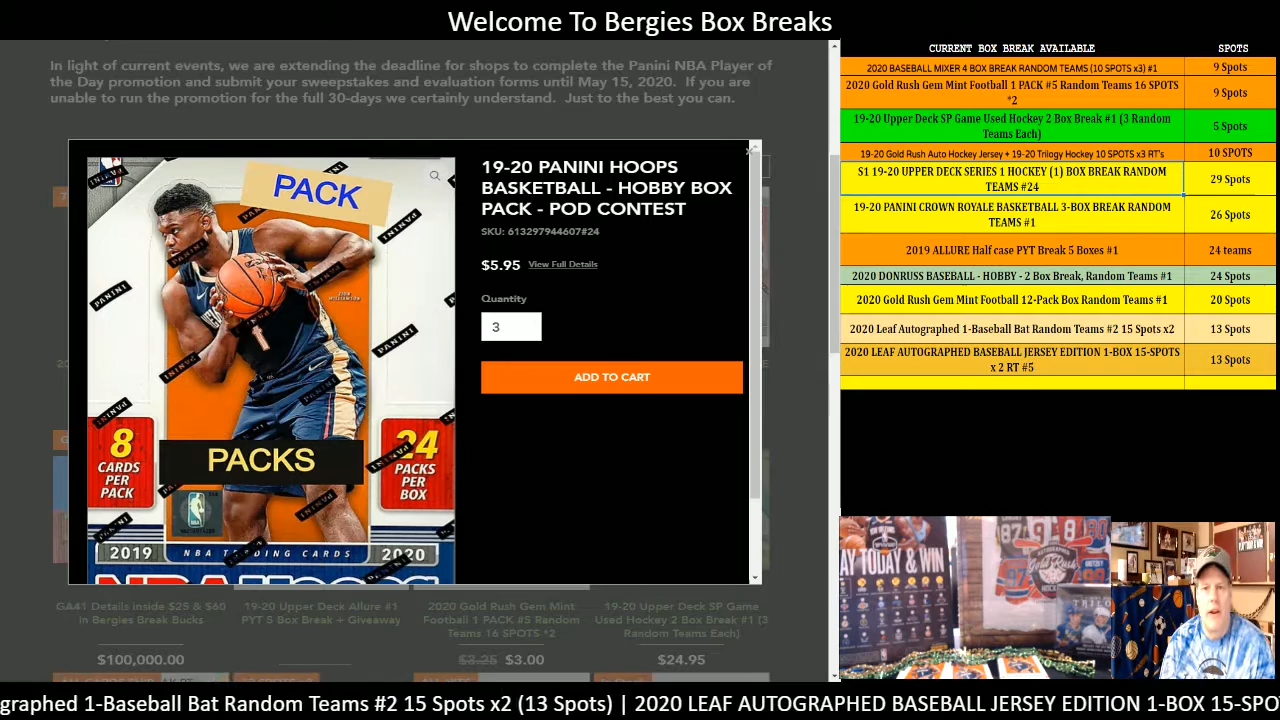 Welcome To Bergies Box Breaks
In light of current events, we are extending the deadline for shops to complete the Panini NBA Player of
the Day promotion and submit your sweepstakes and evaluation forms until May 15, 2020.  If you are
unable to run the promotion for the full 30-days we certainly understand.  Just to the best you can.
PACK
PANINI
8
CARDS
PER
PACK
PACKS
24
PACKS
PER
BOX
2019
NBA TRADING CARDS
2020
NBA HOOPS
19-20 PANINI HOOPS
BASKETBALL - HOBBY BOX
PACK - POD CONTEST
SKU: 613297944607#24
$5.95 View Full Details
Quantity
3
ADD TO CART
GA41 Details inside $25 & $60
in Bergies Break Bucks
$100,000.00
19-20 Upper Deck Allure #1
PYT 5 Box Break + Giveaway
2020 Gold Rush Gem Mint
Football 1 PACK #5 Random
Teams 16 SPOTS *2
$3.25 $3.00
19-20 Upper Deck SP Game
Used Hockey 2 Box Break #1 (3
Random Teams Each)
$24.95
CURRENT BOX BREAK AVAILABLE SPOTS
2020 BASEBALL MIXER 4 BOX BREAK RANDOM TEAMS (10 SPOTS x3) #1 9 Spots
2020 Gold Rush Gem Mint Football 1 PACK #5 Random Teams 16 SPOTS
*2
9 Spots
19-20 Upper Deck SP Game Used Hockey 2 Box Break #1 (3 Random
Teams Each)
5 Spots
19-20 Gold Rush Auto Hockey Jersey + 19-20 Trilogy Hockey 10 SPOTS x3 RT's 10 SPOTS
S1 19-20 UPPER DECK SERIES 1 HOCKEY (1) BOX BREAK RANDOM
TEAMS #24
29 Spots
19-20 PANINI CROWN ROYALE BASKETBALL 3-BOX BREAK RANDOM
TEAMS #1
26 Spots
2019 ALLURE Half case PYT Break 5 Boxes #1 24 teams
2020 DONRUSS BASEBALL - HOBBY - 2 Box Break, Random Teams #1 24 Spots
2020 Gold Rush Gem Mint Football 12-Pack Box Random Teams #1 20 Spots
2020 Leaf Autographed 1-Baseball Bat Random Teams #2 15 Spots x2 13 Spots
2020 LEAF AUTOGRAPHED BASEBALL JERSEY EDITION 1-BOX 15-SPOTS
x 2 RT #5
13 Spots
AY TODAY & WIN
Gold Rush
graphed 1-Baseball Bat Random Teams #2 15 Spots x2 (13 Spots) | 2020 LEAF AUTOGRAPHED BASEBALL JERSEY EDITION 1-BOX 15-SPO